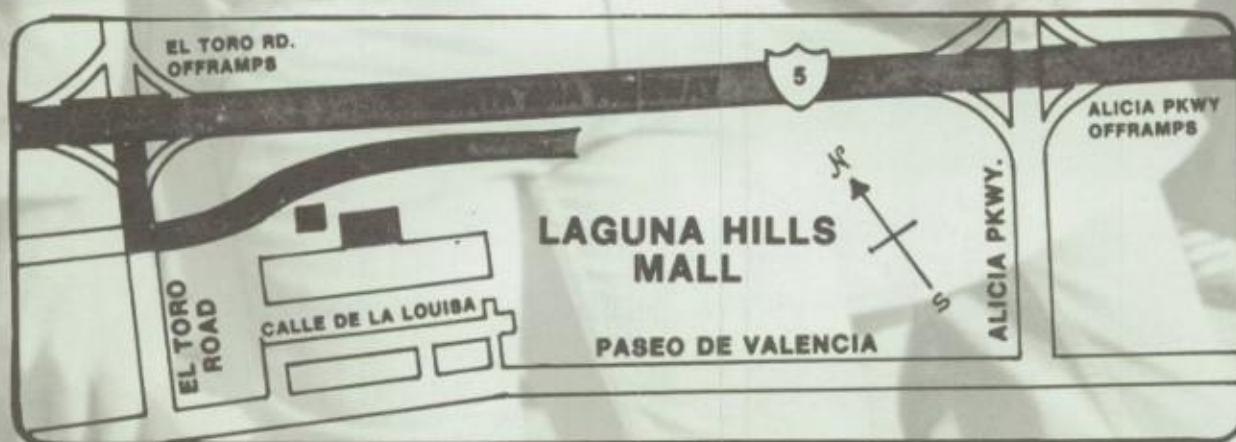 EL TORO RD.
OFFRAMPS
5
ALICIA PKWY
OFFRAMPS
N
LAGUNA HILLS
MALL
S
ALICIA PKWY.
EL TORO
ROAD
CALLE DE LA LOUISA
PASEO DE VALENCIA